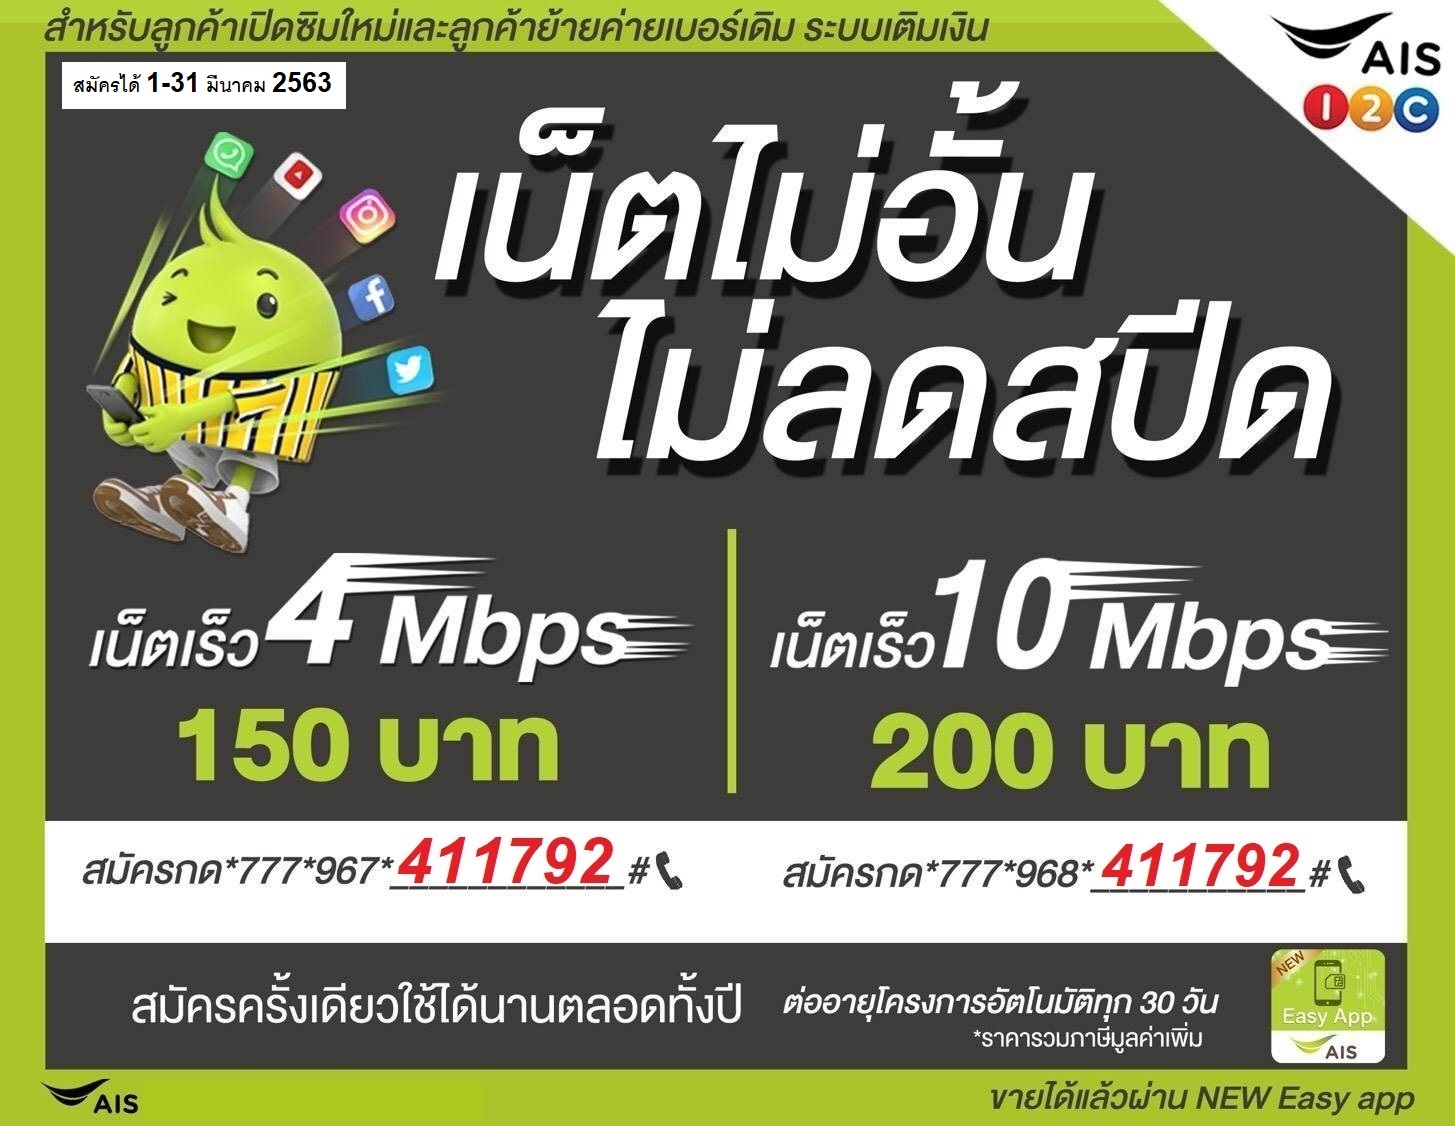 สำหรับลูกค้าเปิดซิมใหม่และลูกค้าย้ายค่ายเบอร์เดิม ระบบเติมเงิน
AIS
12C
สมัครได้ 1-31 มีนาคม 2563
เน็ตไม่อั้น
ไม่ลดสปีด
เน็ตเร็ว 4 Mbps
150 บาท
เน็ตเร็ว 10 Mbps
200 บาท
สมัครกด*777*967*411792#
สมัครกด*777*968*411792#
สมัครครั้งเดียวใช้ได้นานตลอดทั้งปี
ต่ออายุโครงการอัตโนมัติทุก 30 วัน
*ราคารวมภาษีมูลค่าเพิ่ม
NEW
Easy App
AIS
AIS
ขายได้แล้วผ่าน NEW Easy app